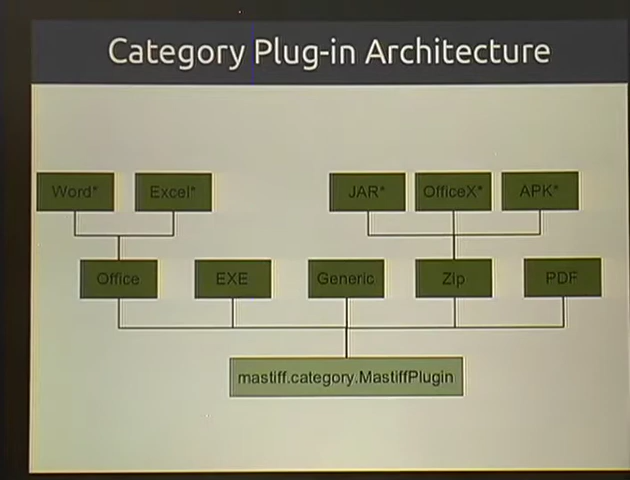 Category Plug-in Architecture
Word*
Excel*
JAR*
OfficeX*
APK*
Office
EXE
Generic
Zip
PDF
mastiff.category.MastiffPlugin